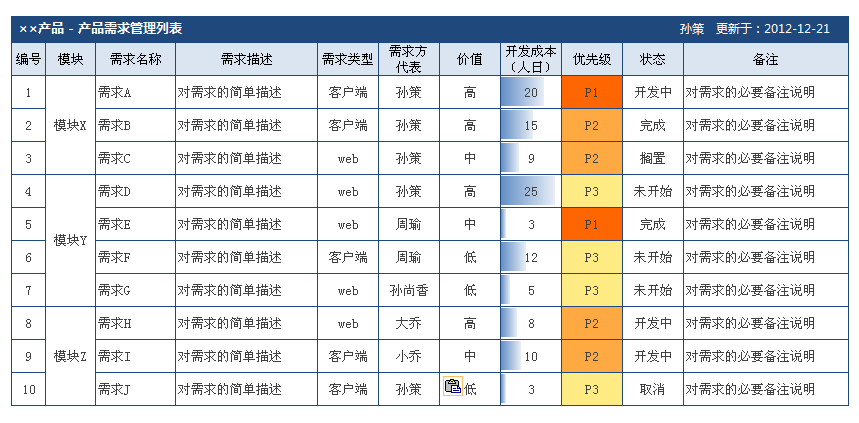 ××产品 - 产品需求管理列表 孙策 更新于：2012-12-21
编号 模块 需求名称 需求描述 需求类型 需求方代表 价值 开发成本（人日） 优先级 状态 备注
1 模块X 需求A 对需求的简单描述 客户端 孙策 高 20 P1 开发中 对需求的必要备注说明
2 需求B 对需求的简单描述 客户端 孙策 高 15 P2 完成 对需求的必要备注说明
3 需求C 对需求的简单描述 web 孙策 中 9 P2 搁置 对需求的必要备注说明
4 模块Y 需求D 对需求的简单描述 web 孙策 高 25 P3 未开始 对需求的必要备注说明
5 需求E 对需求的简单描述 web 周瑜 中 3 P1 完成 对需求的必要备注说明
6 需求F 对需求的简单描述 客户端 周瑜 低 12 P3 未开始 对需求的必要备注说明
7 需求G 对需求的简单描述 web 孙尚香 低 5 P3 未开始 对需求的必要备注说明
8 模块Z 需求H 对需求的简单描述 web 大乔 高 8 P2 开发中 对需求的必要备注说明
9 需求I 对需求的简单描述 客户端 小乔 中 10 P2 开发中 对需求的必要备注说明
10 需求J 对需求的简单描述 客户端 孙策 低 3 P3 取消 对需求的必要备注说明